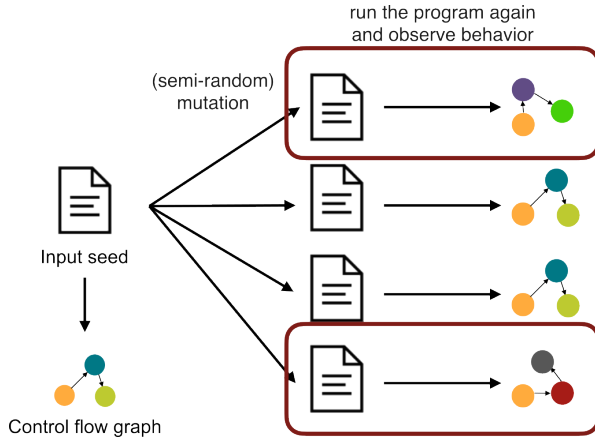 run the program again
and observe behavior
(semi-random)
mutation
Input seed
Control flow graph